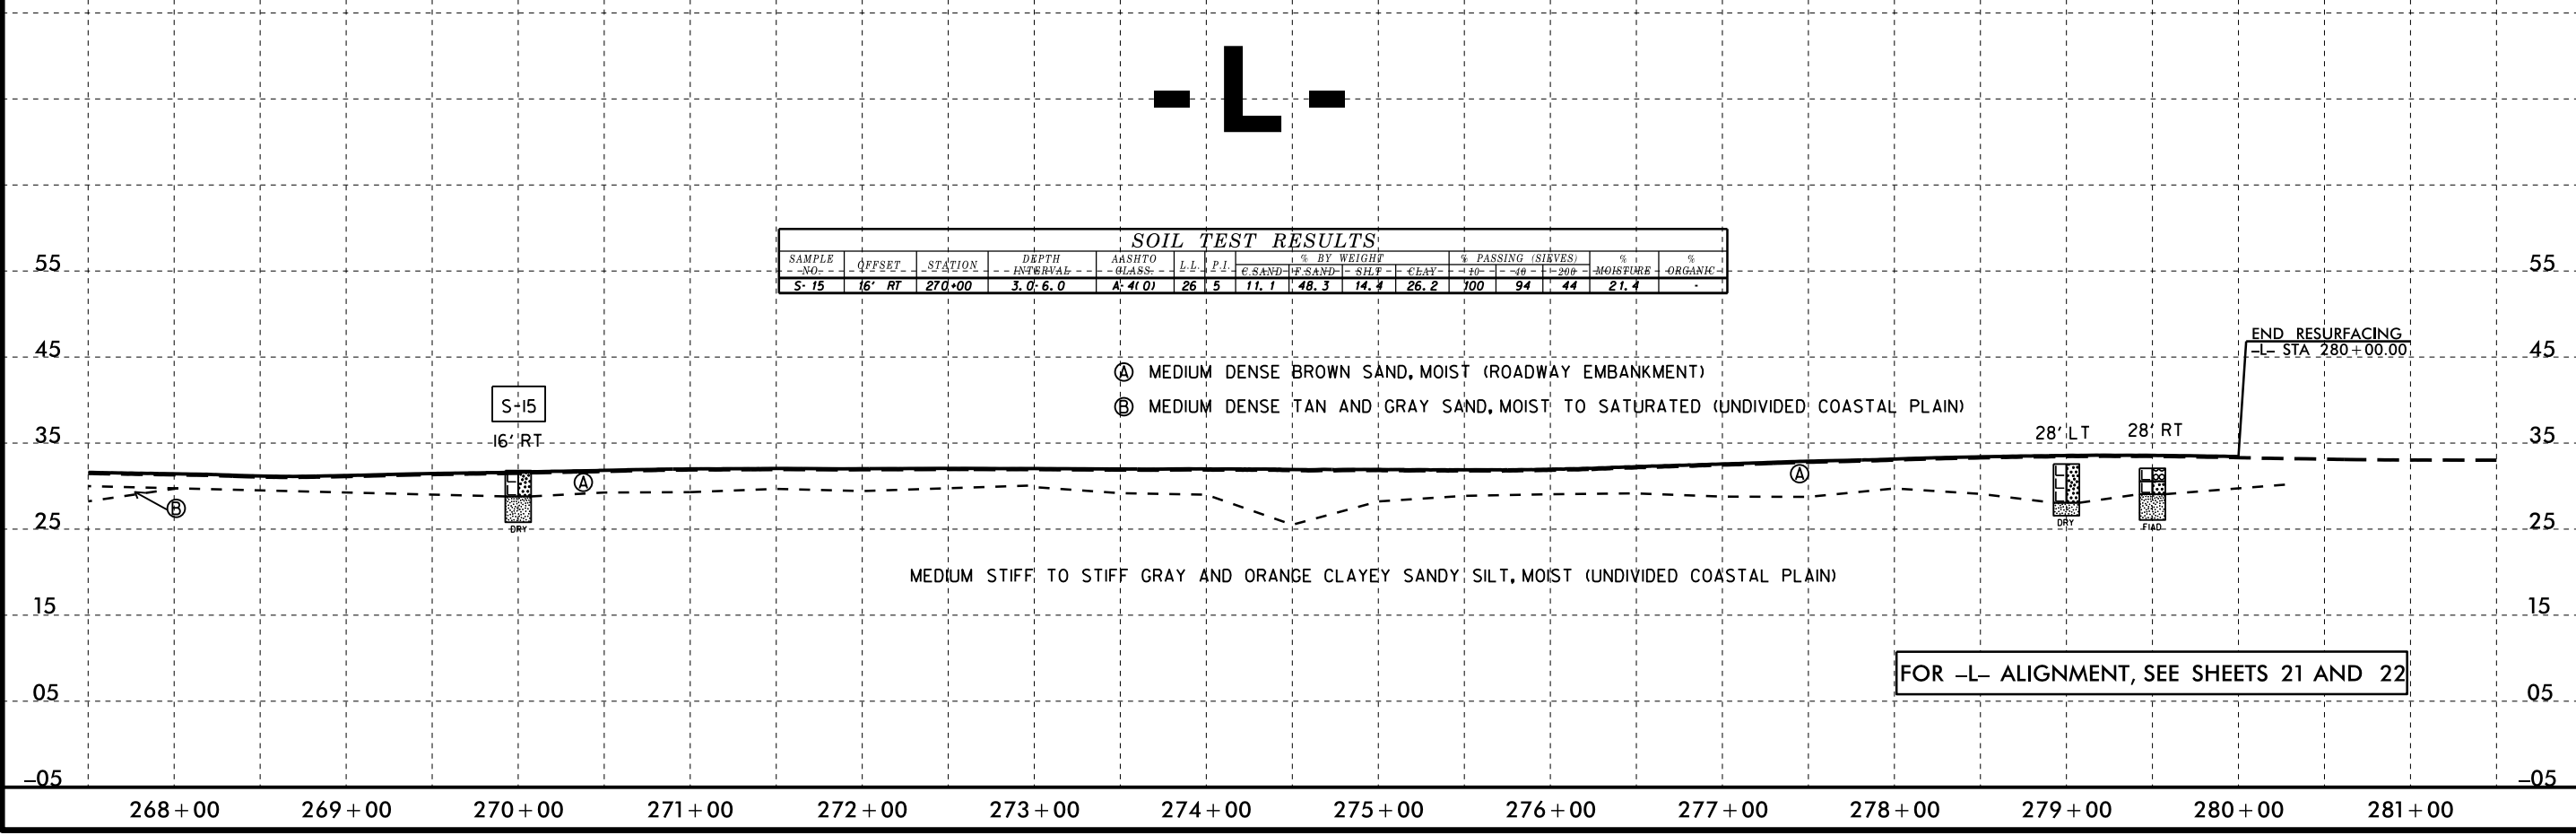 -L-
SOIL TEST RESULTS
SAMPLE NO. OFFSET STATION DEPTH INTERVAL AASHTO CLASS. L.L. P.I. % BY WEIGHT % PASSING (SIEVES) % MOISTURE % ORGANIC
C.SAND F.SAND SILT CLAY 10 40 200
S-15 16' RT 270+00 3.0-6.0 A-4(0) 26 5 11.1 48.3 14.4 26.2 100 94 44 21.4 -
55 55
END RESURFACING
-L- STA 280+00.00
45 45
A MEDIUM DENSE BROWN SAND, MOIST (ROADWAY EMBANKMENT)
S-15
B MEDIUM DENSE TAN AND GRAY SAND, MOIST TO SATURATED (UNDIVIDED COASTAL PLAIN)
35 16' RT 28' LT 28' RT 35
A A
B
25 DRY DRY FIAD 25
MEDIUM STIFF TO STIFF GRAY AND ORANGE CLAYEY SANDY SILT, MOIST (UNDIVIDED COASTAL PLAIN)
15 15
FOR -L- ALIGNMENT, SEE SHEETS 21 AND 22
05 05
-05 -05
268+00 269+00 270+00 271+00 272+00 273+00 274+00 275+00 276+00 277+00 278+00 279+00 280+00 281+00